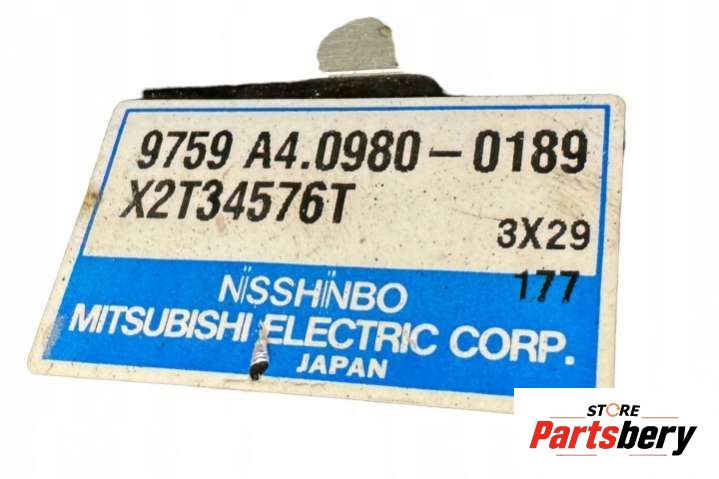 9759 A4.0980-0189
X2T34576T
3X29
177
NISSHINBO
MITSUBISHI ELECTRIC CORP.
JAPAN
STORE
Partsbery